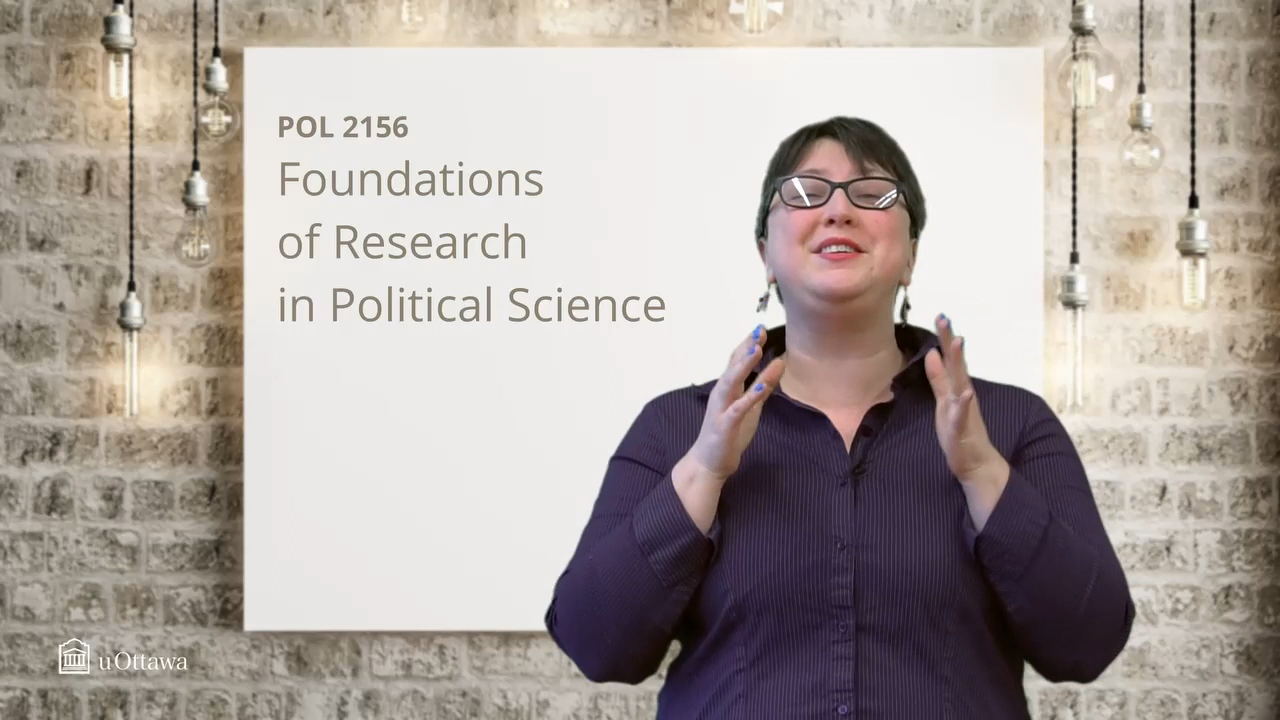 POL 2156
Foundations
of Research
in Political Science
uOttawa